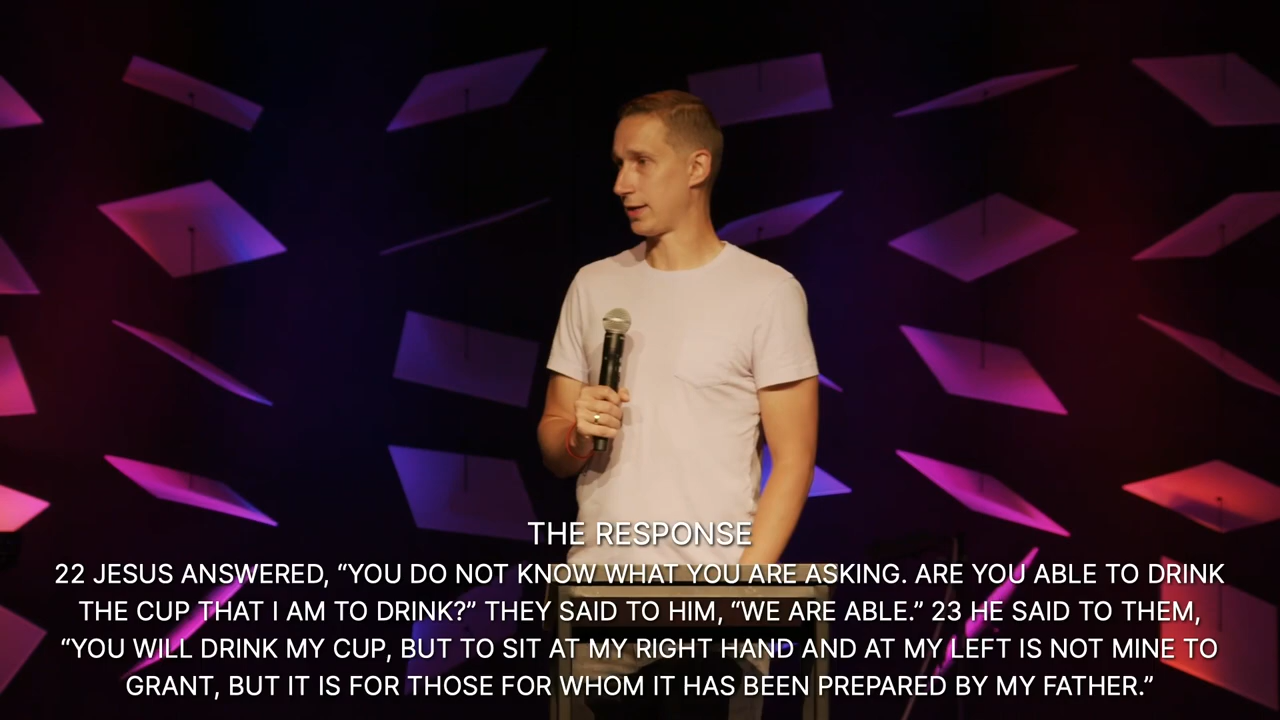 THE RESPONSE
22 JESUS ANSWERED, “YOU DO NOT KNOW WHAT YOU ARE ASKING. ARE YOU ABLE TO DRINK
THE CUP THAT I AM TO DRINK?” THEY SAID TO HIM, “WE ARE ABLE.” 23 HE SAID TO THEM,
“YOU WILL DRINK MY CUP, BUT TO SIT AT MY RIGHT HAND AND AT MY LEFT IS NOT MINE TO
GRANT, BUT IT IS FOR THOSE FOR WHOM IT HAS BEEN PREPARED BY MY FATHER.”